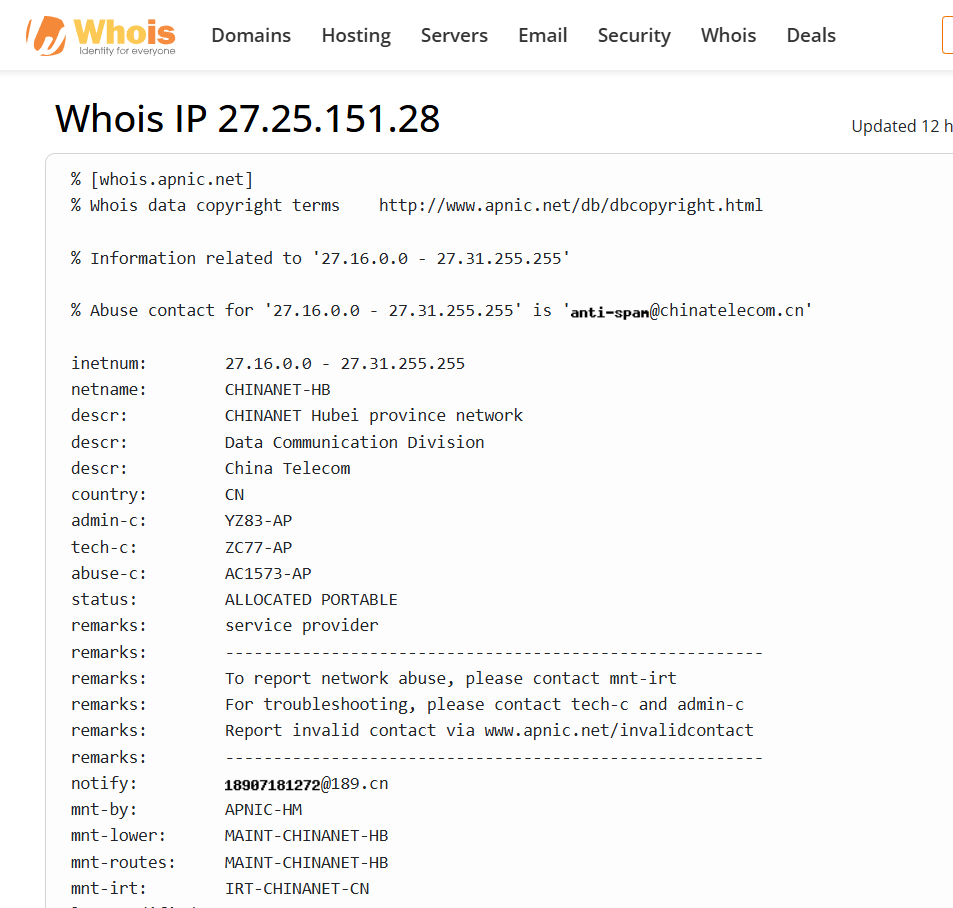 Whois
Identity for everyone
Domains Hosting Servers Email Security Whois Deals
Whois IP 27.25.151.28
Updated 12 h
% [whois.apnic.net]
% Whois data copyright terms    http://www.apnic.net/db/dbcopyright.html
% Information related to '27.16.0.0 - 27.31.255.255'
% Abuse contact for '27.16.0.0 - 27.31.255.255' is 'anti-spam@chinatelecom.cn'
inetnum:        27.16.0.0 - 27.31.255.255
netname:        CHINANET-HB
descr:          CHINANET Hubei province network
descr:          Data Communication Division
descr:          China Telecom
country:        CN
admin-c:        YZ83-AP
tech-c:         ZC77-AP
abuse-c:        AC1573-AP
status:         ALLOCATED PORTABLE
remarks:        service provider
remarks:        --------------------------------------------------------
remarks:        To report network abuse, please contact mnt-irt
remarks:        For troubleshooting, please contact tech-c and admin-c
remarks:        Report invalid contact via www.apnic.net/invalidcontact
remarks:        --------------------------------------------------------
notify:         18907181272@189.cn
mnt-by:         APNIC-HM
mnt-lower:      MAINT-CHINANET-HB
mnt-routes:     MAINT-CHINANET-HB
mnt-irt:        IRT-CHINANET-CN